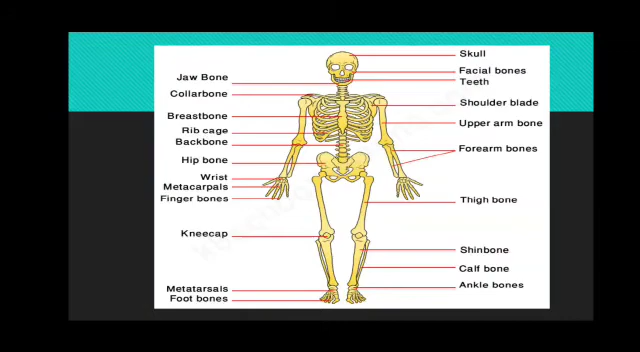 Skull
Facial bones
Jaw Bone
Teeth
Collarbone
Shoulder blade
Breastbone
Upper arm bone
Rib cage
Backbone
Forearm bones
Hip bone
Wrist
Metacarpals
Finger bones
Thigh bone
Kneecap
Shinbone
Calf bone
Metatarsals
Ankle bones
Foot bones